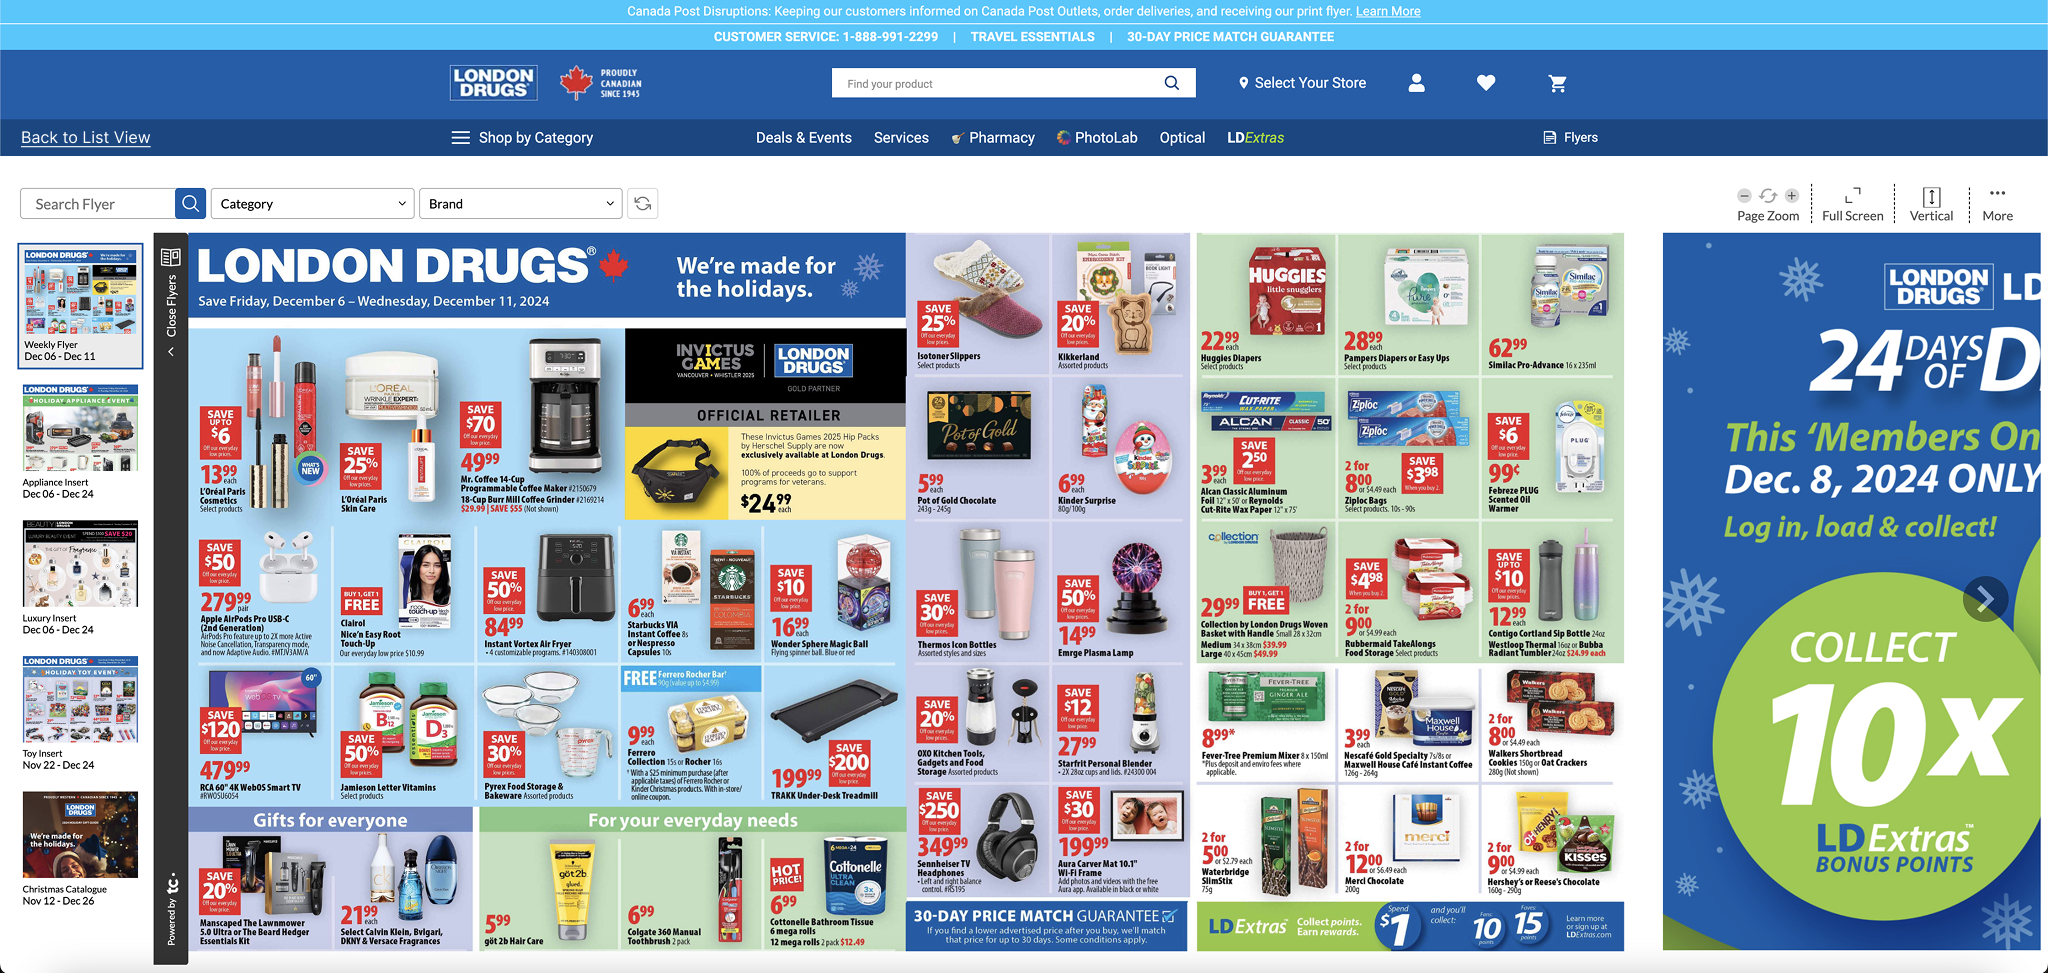 Canada Post Disruptions: Keeping our customers informed on Canada Post Outlets, order deliveries, and receiving our print flyer. Learn More
CUSTOMER SERVICE: 1-888-991-2299 | TRAVEL ESSENTIALS | 30-DAY PRICE MATCH GUARANTEE
LONDON DRUGS
PROUDLY CANADIAN SINCE 1945
Find your product
Select Your Store
Back to List View
Shop by Category
Deals & Events
Services
Pharmacy
PhotoLab
Optical
LDExtras
Flyers
Search Flyer
Category
Brand
Page Zoom
Full Screen
Vertical
More
Weekly Flyer
Dec 06 - Dec 11
Appliance Insert
Dec 06 - Dec 24
Luxury Insert
Dec 06 - Dec 24
Toy Insert
Nov 22 - Dec 24
Christmas Catalogue
Nov 12 - Dec 26
Close Flyers
Powered by tc.
LONDON DRUGS®
Save Friday, December 6 – Wednesday, December 11, 2024
We're made for
the holidays.
SAVE UP TO $6
13.99 each
L'Oréal Paris
Cosmetics
Select products
WHAT'S NEW
SAVE 25%
L'Oréal Paris
Skin Care
SAVE $70
49.99
Mr. Coffee 14-Cup
Programmable Coffee Maker #2150679
18-Cup Burr Mill Coffee Grinder #2169214
$29.99 | SAVE $55 (Not shown)
INVICTUS GAMES
VANCOUVER • WHISTLER 2025
LONDON DRUGS
GOLD PARTNER
OFFICIAL RETAILER
These Invictus Games 2025 Hip Packs
by Herschel Supply are now
exclusively available at London Drugs.
100% of proceeds go to support
programs for veterans.
$24.99 each
SAVE $50
279.99 pair
Apple AirPods Pro USB-C
(2nd Generation)
AirPods Pro feature up to 2X more Active
Noise Cancellation, Transparency mode,
and now Adaptive Audio. #MTJV3AM/A
BUY 1, GET 1 FREE
Clairol
Nice'n Easy Root
Touch-Up
Our everyday low price $10.99
SAVE 50%
84.99
Instant Vortex Air Fryer
• 4 customizable programs. #140308001
6.99 each
Starbucks VIA
Instant Coffee 8s
or Nespresso
Capsules 10s
SAVE $10
16.99 each
Wonder Sphere Magic Ball
Flying spinner ball. Blue or red
60"
SAVE $120
479.99
RCA 60" 4K WebOS Smart TV
#RWOSU6054
SAVE 50%
Jamieson Letter Vitamins
Select products
SAVE 30%
Pyrex Food Storage &
Bakeware Assorted products
FREE Ferrero Rocher Bar†
90g (value up to $4.99)
9.99 each
Ferrero
Collection 15s or Rocher 16s
†With a $25 minimum purchase (after
applicable taxes) of Ferrero Rocher or
Kinder Christmas products. With in-store/
online coupon.
SAVE $200
199.99
TRAKK Under-Desk Treadmill
Gifts for everyone
SAVE 20%
Manscaped The Lawnmower
5.0 Ultra or The Beard Hedger
Essentials Kit
21.99 each
Select Calvin Klein, Bvlgari,
DKNY & Versace Fragrances
For your everyday needs
5.99
göt 2b Hair Care
6.99
Colgate 360 Manual
Toothbrush 2 pack
HOT PRICE!
6.99
Cottonelle Bathroom Tissue
6 mega rolls
12 mega rolls 2 pack $12.49
SAVE 25%
Isotoner Slippers
Select products
SAVE 20%
Kikkerland
Assorted products
5.99 each
Pot of Gold Chocolate
243g - 245g
6.99 each
Kinder Surprise
80g/100g
SAVE 30%
Thermos Icon Bottles
Assorted styles and sizes
SAVE 50%
14.99
Emrge Plasma Lamp
SAVE 20%
OXO Kitchen Tools,
Gadgets and Food
Storage Assorted products
SAVE $12
27.99
Starfrit Personal Blender
• 2X 28oz cups and lids. #24300 004
SAVE $250
349.99
Sennheiser TV
Headphones
• Left and right balance
control. #RS195
SAVE $30
199.99
Aura Carver Mat 10.1"
Wi-Fi Frame
Add photos and videos with the free
Aura app. Available in black or white
30-DAY PRICE MATCH GUARANTEE
If you find a lower advertised price after you buy, we'll match
that price for up to 30 days. Some conditions apply.
22.99 each
Huggies Diapers
Select products
28.99 each
Pampers Diapers or Easy Ups
Select products
62.99
Similac Pro-Advance 16 x 235ml
SAVE 2.50
3.99 each
Alcan Classic Aluminum
Foil 12" x 50' or Reynolds
Cut-Rite Wax Paper 12" x 75'
2 for
8.00 or $4.49 each
SAVE $3.98 When you buy 2.
Ziploc Bags
Select products. 10s - 90s
SAVE $6
99¢
Febreze PLUG
Scented Oil
Warmer
collection
29.99
BUY 1, GET 1 FREE
Collection by London Drugs Woven
Basket with Handle Small 28 x 32cm
Medium 34 x 38cm $39.99
Large 40 x 45cm $49.99
SAVE $4.98 When you buy 2
2 for
9.00 or $4.99 each
Rubbermaid TakeAlongs
Food Storage Select products
SAVE UP TO $10
12.99 each
Contigo Cortland Sip Bottle 24oz
Westloop Thermal 16oz or Bubba
Radiant Tumbler 24oz $24.99 each
8.99*
Fever-Tree Premium Mixer 8 x 150ml
*Plus deposit and enviro fees where
applicable.
3.99 each
Nescafé Gold Specialty 7s/8s or
Maxwell House Café Instant Coffee
126g - 264g
2 for
8.00 or $4.49 each
Walkers Shortbread
Cookies 150g or Oat Crackers
280g (Not shown)
2 for
5.00 or $2.79 each
Waterbridge
SlimStix
75g
2 for
12.00 or $6.49 each
Merci Chocolate
200g
2 for
9.00 or $4.99 each
Hershey's or Reese's Chocolate
160g - 290g
LDExtras
Collect points.
Earn rewards.
Spend $1
and you'll collect:
10 points
15 points
Learn more
or sign up at
LDExtras.com
LONDON DRUGS LD
24 DAYS OF D
This 'Members On
Dec. 8, 2024 ONLY
Log in, load & collect!
COLLECT
10x
LDExtras™
BONUS POINTS